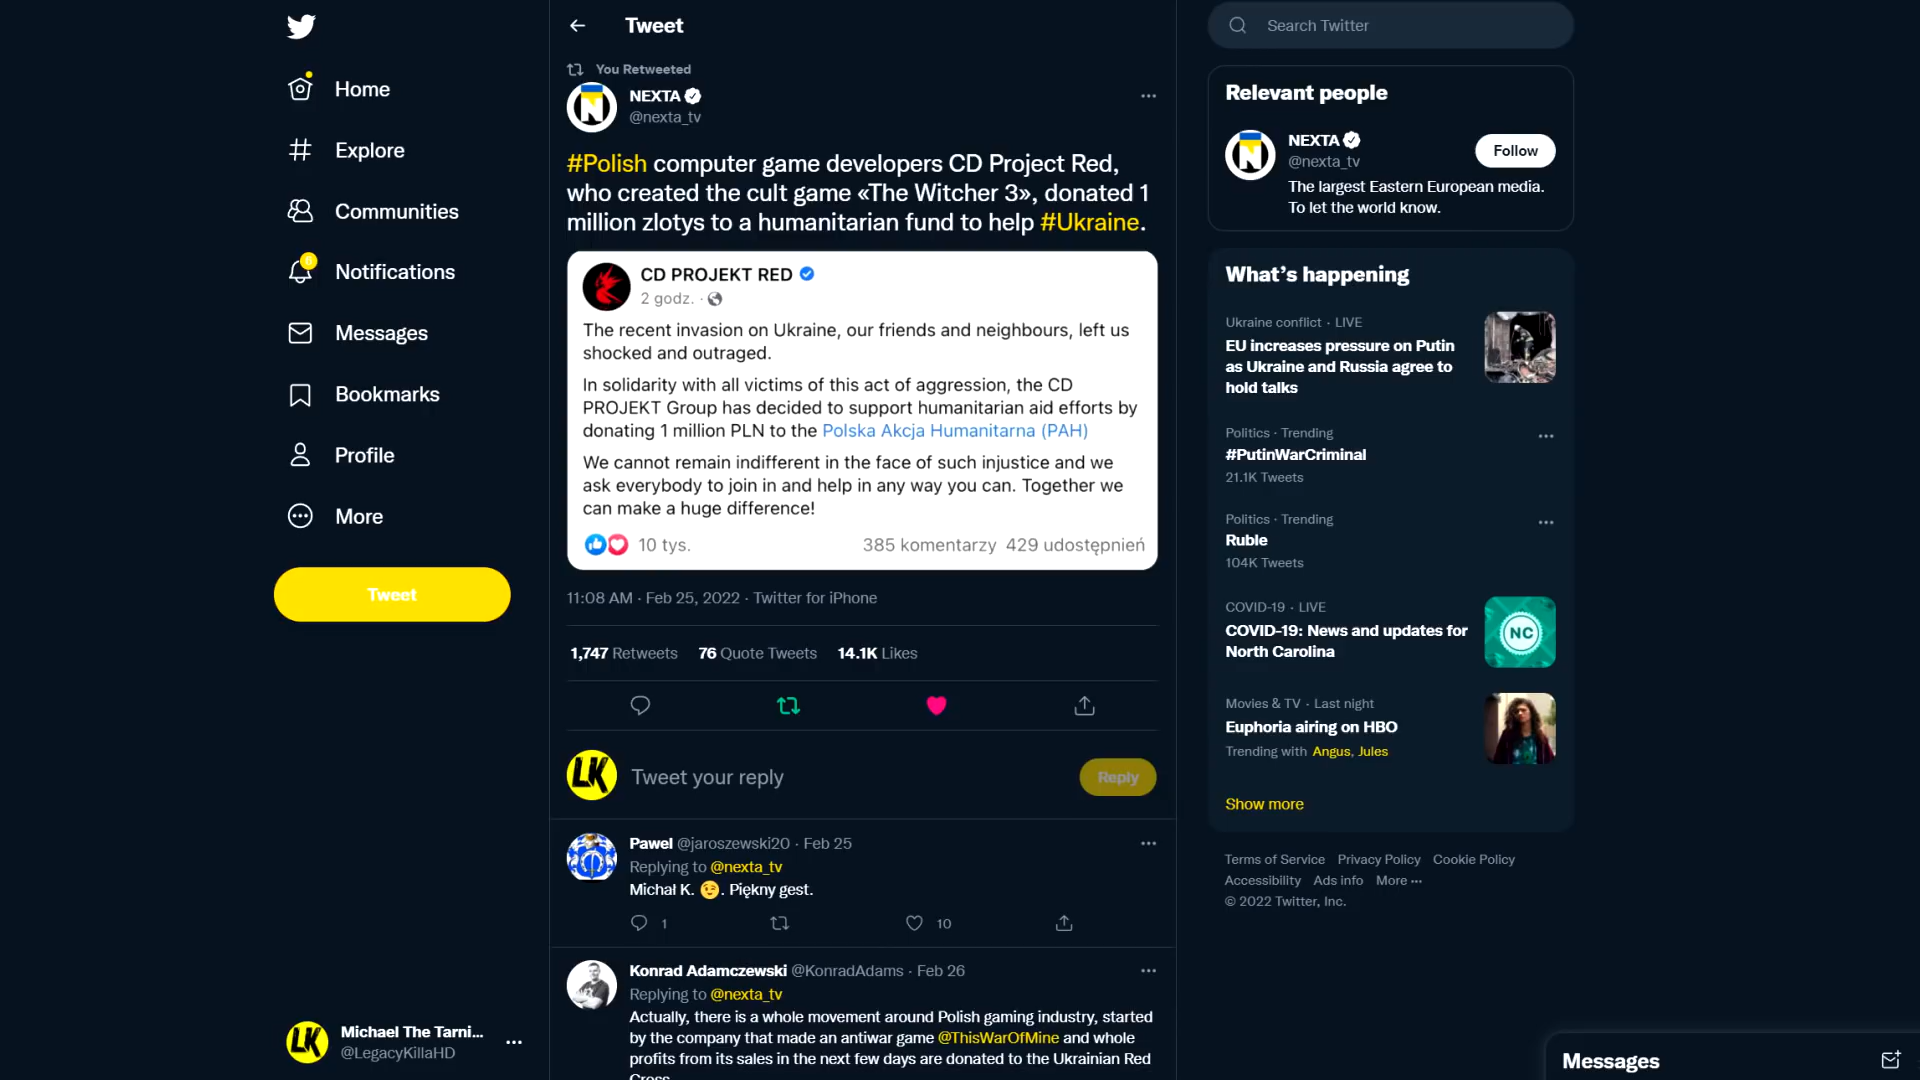 Home
Explore
Communities
6
Notifications
Messages
Bookmarks
Profile
More
Tweet
LK
Michael The Tarni...
@LegacyKillaHD
Tweet
You Retweeted
N
NEXTA
@nexta_tv
#Polish computer game developers CD Project Red,
who created the cult game «The Witcher 3», donated 1
million zlotys to a humanitarian fund to help #Ukraine.
CD PROJEKT RED
2 godz. ·
The recent invasion on Ukraine, our friends and neighbours, left us
shocked and outraged.
In solidarity with all victims of this act of aggression, the CD
PROJEKT Group has decided to support humanitarian aid efforts by
donating 1 million PLN to the Polska Akcja Humanitarna (PAH)
We cannot remain indifferent in the face of such injustice and we
ask everybody to join in and help in any way you can. Together we
can make a huge difference!
10 tys. 385 komentarzy 429 udostępnień
11:08 AM · Feb 25, 2022 · Twitter for iPhone
1,747 Retweets 76 Quote Tweets 14.1K Likes
LK
Tweet your reply
Reply
Pawel @jaroszewski20 · Feb 25
Replying to @nexta_tv
Michał K. 😉. Piękny gest.
1 10
Konrad Adamczewski @KonradAdams · Feb 26
Replying to @nexta_tv
Actually, there is a whole movement around Polish gaming industry, started
by the company that made an antiwar game @ThisWarOfMine and whole
profits from its sales in the next few days are donated to the Ukrainian Red
Cross
Search Twitter
Relevant people
N
NEXTA
@nexta_tv
Follow
The largest Eastern European media.
To let the world know.
What's happening
Ukraine conflict · LIVE
EU increases pressure on Putin
as Ukraine and Russia agree to
hold talks
Politics · Trending
#PutinWarCriminal
21.1K Tweets
Politics · Trending
Ruble
104K Tweets
COVID-19 · LIVE
COVID-19: News and updates for
North Carolina
NC
Movies & TV · Last night
Euphoria airing on HBO
Trending with Angus, Jules
Show more
Terms of Service Privacy Policy Cookie Policy
Accessibility Ads info More ···
© 2022 Twitter, Inc.
Messages